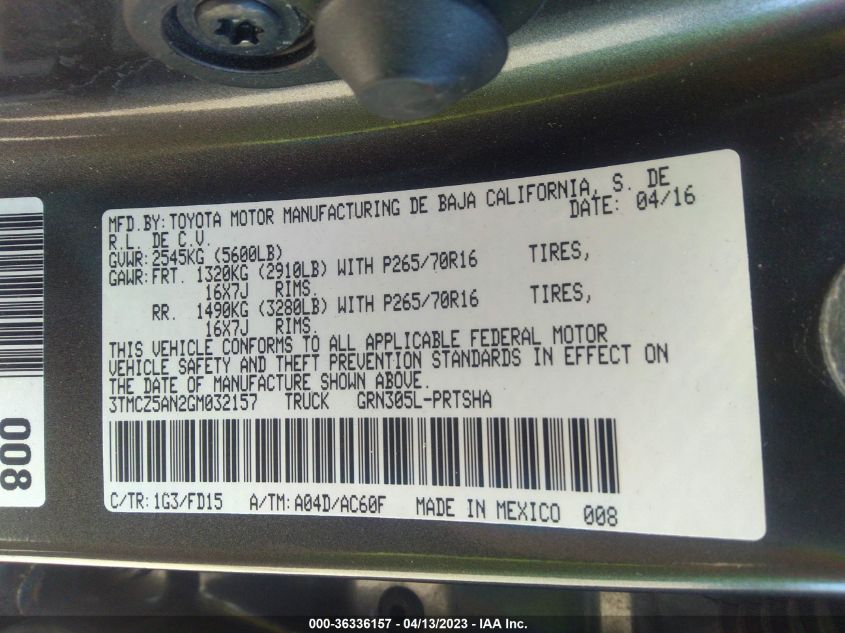 MFD.BY: TOYOTA MOTOR MANUFACTURING DE BAJA CALIFORNIA, S. DE
R.L. DE C.V. DATE: 04/16
GVWR: 2545KG (5600LB)
GAWR: FRT. 1320KG (2910LB) WITH P265/70R16 TIRES,
16X7J RIMS.
RR. 1490KG (3280LB) WITH P265/70R16 TIRES,
16X7J RIMS.
THIS VEHICLE CONFORMS TO ALL APPLICABLE FEDERAL MOTOR
VEHICLE SAFETY AND THEFT PREVENTION STANDARDS IN EFFECT ON
THE DATE OF MANUFACTURE SHOWN ABOVE.
3TMCZ5AN2GM032157 TRUCK GRN305L-PRTSHA
C/TR: 1G3/FD15 A/TM: A04D/AC60F MADE IN MEXICO 008
008
000-36336157 - 04/13/2023 - IAA Inc.